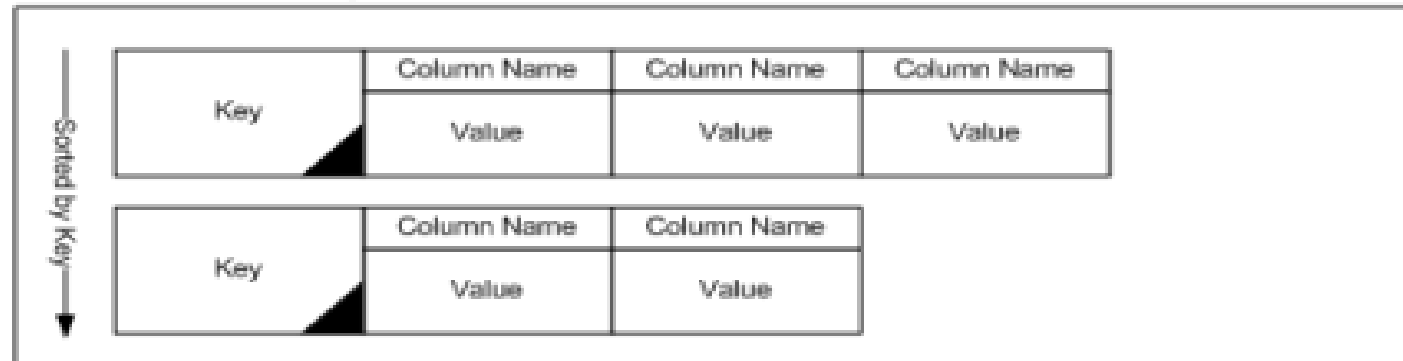 Sorted by Key
Key
Column Name Column Name Column Name
Value Value Value
Key
Column Name Column Name
Value Value